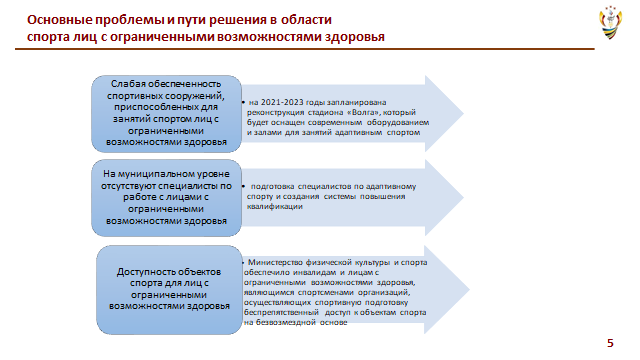 Основные проблемы и пути решения в области
спорта лиц с ограниченными возможностями здоровья
Слабая обеспеченность
спортивных сооружений,
приспособленных для
занятий спортом лиц с
ограниченными
возможностями здоровья
• на 2021-2023 годы запланирована
реконструкция стадиона «Волга», который
будет оснащен современным оборудованием
и залами для занятий адаптивным спортом
На муниципальном уровне
отсутствуют специалисты по
работе с лицами с
ограниченными
возможностями здоровья
• подготовка специалистов по адаптивному
спорту и создания системы повышения
квалификации
Доступность объектов
спорта для лиц с
ограниченными
возможностями здоровья
• Министерство физической культуры и спорта
обеспечило инвалидам и лицам с
ограниченными возможностями здоровья,
являющимся спортсменами организаций,
осуществляющих спортивную подготовку
беспрепятственный доступ к объектам спорта
на безвозмездной основе
5